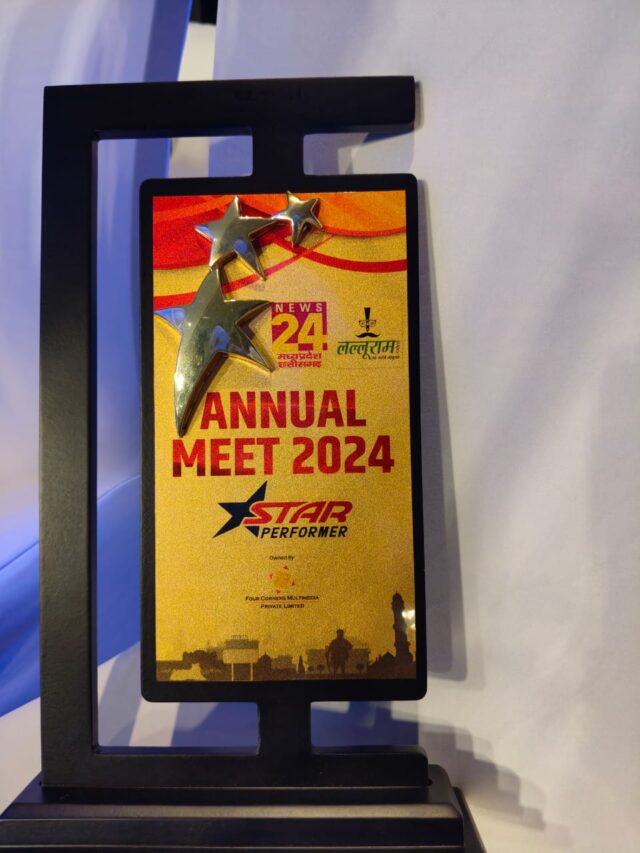 NEWS
24
मध्यप्रदेश
छत्तीसगढ़
लल्लूराम
ANNUAL
MEET 2024
STAR
PERFORMER
Owned By
FOUR CORNERS MULTIMEDIA
PRIVATE LIMITED